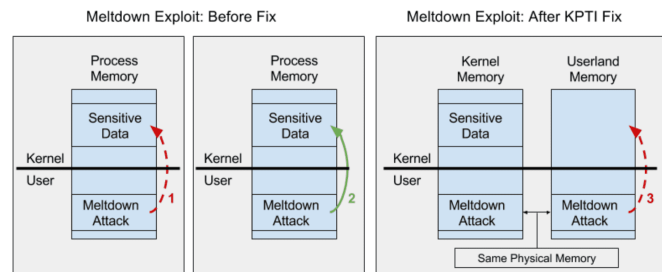 Meltdown Exploit: Before Fix
Meltdown Exploit: After KPTI Fix
Process
Memory
Sensitive
Data
Kernel
User
Meltdown
Attack
1
Process
Memory
Sensitive
Data
Kernel
User
Meltdown
Attack
2
Kernel
Memory
Userland
Memory
Sensitive
Data
Kernel
User
Meltdown
Attack
Meltdown
Attack
3
Same Physical Memory